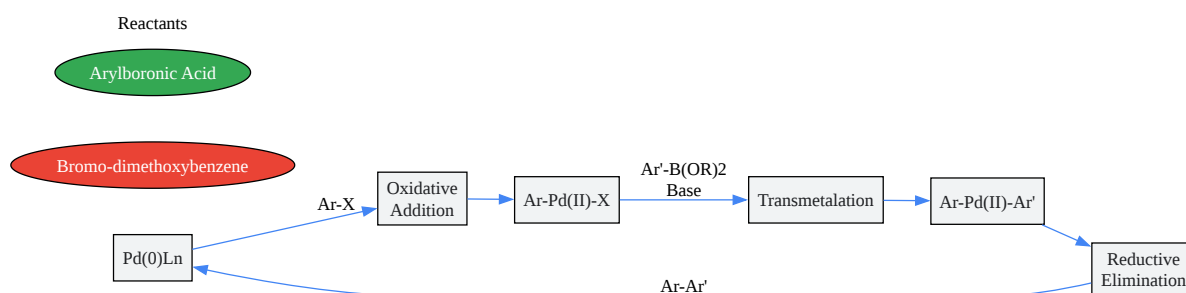 Reactants
Arylboronic Acid
Bromo-dimethoxybenzene
Pd(0)Ln
Ar-X
Oxidative
Addition
Ar-Pd(II)-X
Ar'-B(OR)2
Base
Transmetalation
Ar-Pd(II)-Ar'
Reductive
Elimination
Ar-Ar'